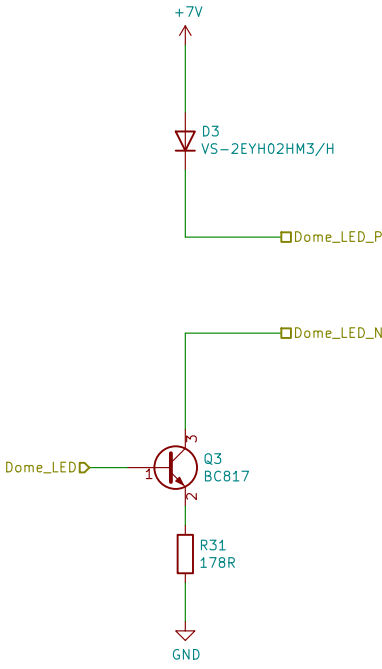 +7V
D3
VS-2EYH02HM3/H
Dome_LED_P
Dome_LED_N
3
Dome_LED
1
Q3
BC817
2
R31
178R
GND